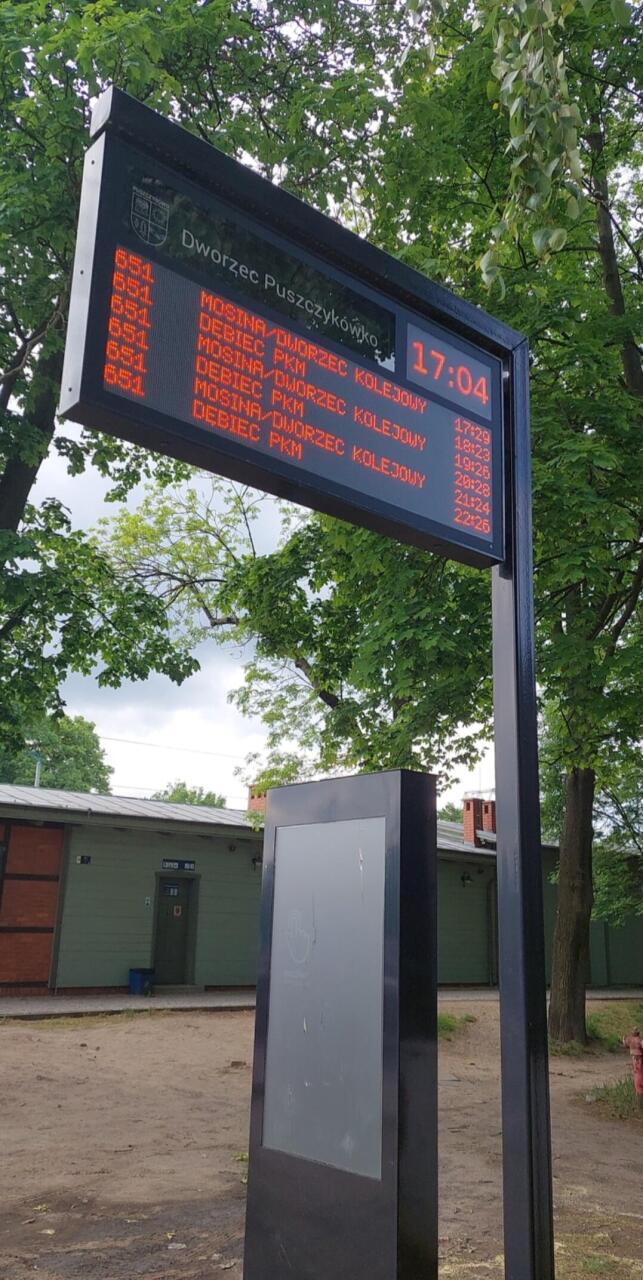 Dworzec Puszczykówko
17:04
651 MOSINA/DWORZEC KOLEJOWY 17:29
651 DEBIEC PKM 18:23
651 MOSINA/DWORZEC KOLEJOWY 19:26
651 DEBIEC PKM 20:28
651 MOSINA/DWORZEC KOLEJOWY 21:24
651 DEBIEC PKM 22:26